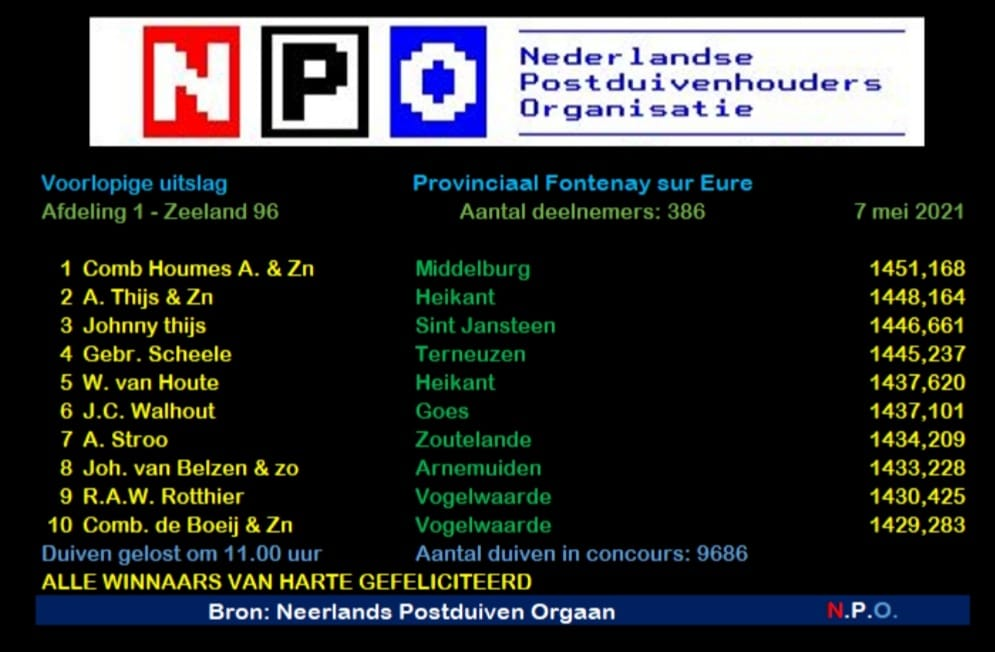 NPO
Nederlandse
Postduivenhouders
Organisatie
Voorlopige uitslag Provinciaal Fontenay sur Eure
Afdeling 1 - Zeeland 96 Aantal deelnemers: 386 7 mei 2021
1 Comb Houmes A. & Zn Middelburg 1451,168
2 A. Thijs & Zn Heikant 1448,164
3 Johnny thijs Sint Jansteen 1446,661
4 Gebr. Scheele Terneuzen 1445,237
5 W. van Houte Heikant 1437,620
6 J.C. Walhout Goes 1437,101
7 A. Stroo Zoutelande 1434,209
8 Joh. van Belzen & zo Arnemuiden 1433,228
9 R.A.W. Rotthier Vogelwaarde 1430,425
10 Comb. de Boeij & Zn Vogelwaarde 1429,283
Duiven gelost om 11.00 uur Aantal duiven in concours: 9686
ALLE WINNAARS VAN HARTE GEFELICITEERD
Bron: Neerlands Postduiven Orgaan N.P.O.